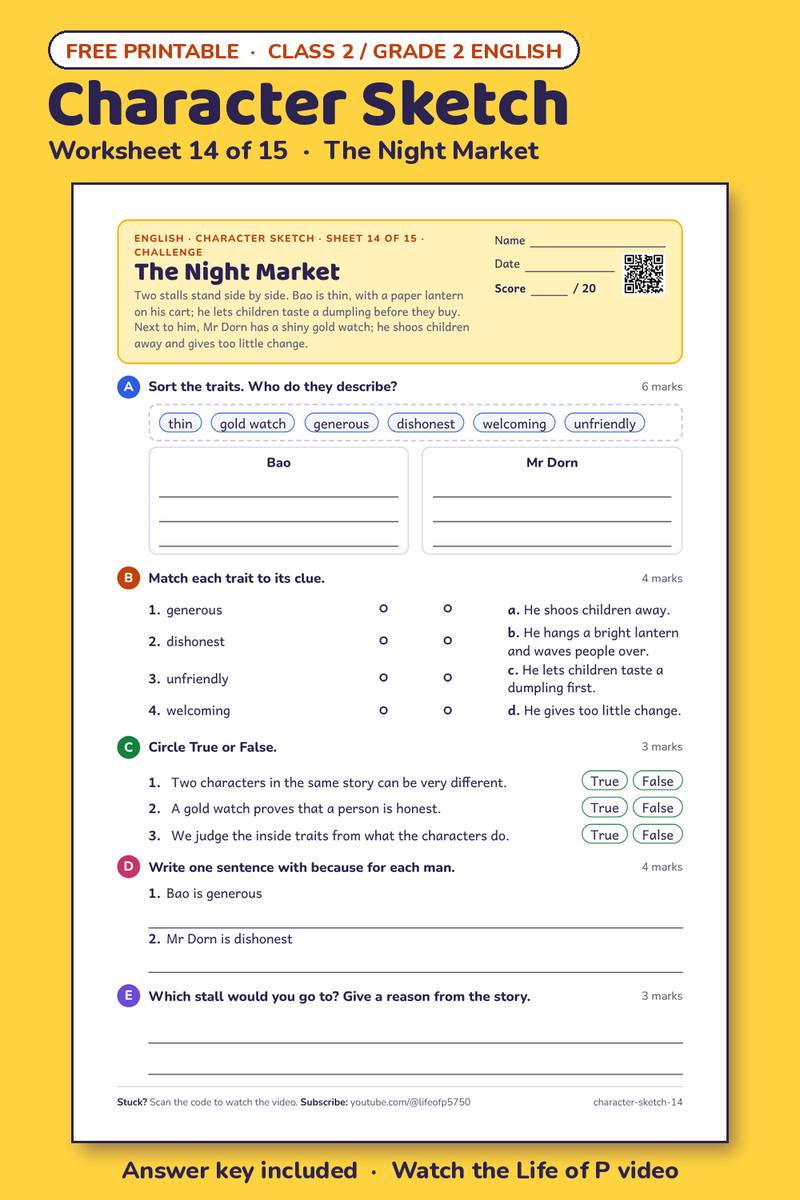 FREE PRINTABLE · CLASS 2 / GRADE 2 ENGLISH
Character Sketch
Worksheet 14 of 15 · The Night Market
ENGLISH · CHARACTER SKETCH · SHEET 14 OF 15 ·
CHALLENGE
The Night Market
Two stalls stand side by side. Bao is thin, with a paper lantern
on his cart; he lets children taste a dumpling before they buy.
Next to him, Mr Dorn has a shiny gold watch; he shoos children
away and gives too little change.
Name
Date
Score / 20
A Sort the traits. Who do they describe? 6 marks
thin gold watch generous dishonest welcoming unfriendly
Bao Mr Dorn
B Match each trait to its clue. 4 marks
1. generous a. He shoos children away.
2. dishonest b. He hangs a bright lantern
and waves people over.
3. unfriendly c. He lets children taste a
dumpling first.
4. welcoming d. He gives too little change.
C Circle True or False. 3 marks
1. Two characters in the same story can be very different. True False
2. A gold watch proves that a person is honest. True False
3. We judge the inside traits from what the characters do. True False
D Write one sentence with because for each man. 4 marks
1. Bao is generous
2. Mr Dorn is dishonest
E Which stall would you go to? Give a reason from the story. 3 marks
Stuck? Scan the code to watch the video. Subscribe: youtube.com/@lifeofp5750 character-sketch-14
Answer key included · Watch the Life of P video